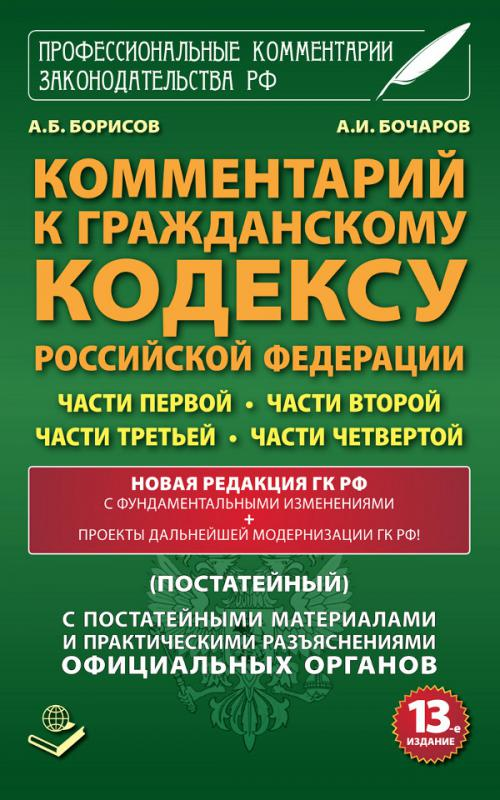 ПРОФЕССИОНАЛЬНЫЕ КОММЕНТАРИИ
ЗАКОНОДАТЕЛЬСТВА РФ
А.Б. БОРИСОВ
А.И. БОЧАРОВ
КОММЕНТАРИЙ
К ГРАЖДАНСКОМУ
КОДЕКСУ
РОССИЙСКОЙ ФЕДЕРАЦИИ
ЧАСТИ ПЕРВОЙ • ЧАСТИ ВТОРОЙ
ЧАСТИ ТРЕТЬЕЙ • ЧАСТИ ЧЕТВЕРТОЙ
НОВАЯ РЕДАКЦИЯ ГК РФ
С ФУНДАМЕНТАЛЬНЫМИ ИЗМЕНЕНИЯМИ
+
ПРОЕКТЫ ДАЛЬНЕЙШЕЙ МОДЕРНИЗАЦИИ ГК РФ!
(ПОСТАТЕЙНЫЙ)
С ПОСТАТЕЙНЫМИ МАТЕРИАЛАМИ
И ПРАКТИЧЕСКИМИ РАЗЪЯСНЕНИЯМИ
ОФИЦИАЛЬНЫХ ОРГАНОВ
13-е
ИЗДАНИЕ